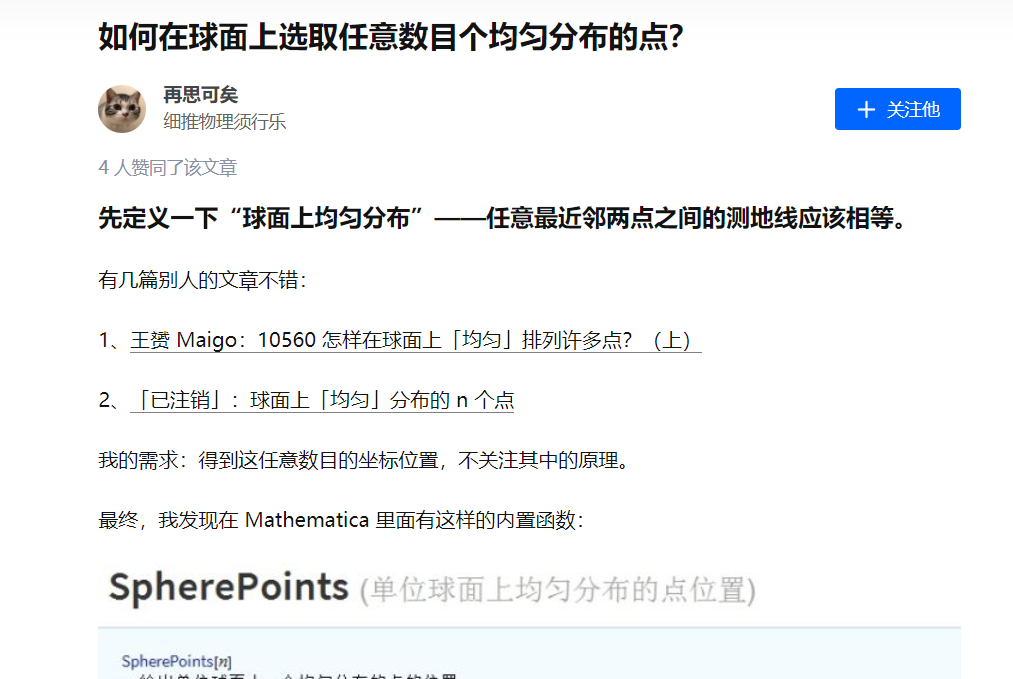 如何在球面上选取任意数目个均匀分布的点？
再思可矣
细推物理须行乐
＋ 关注他
4 人赞同了该文章
先定义一下“球面上均匀分布”——任意最近邻两点之间的测地线应该相等。
有几篇别人的文章不错：
1、王赟 Maigo：10560 怎样在球面上「均匀」排列许多点？（上）
2、「已注销」：球面上「均匀」分布的 n 个点
我的需求：得到这任意数目的坐标位置，不关注其中的原理。
最终，我发现在 Mathematica 里面有这样的内置函数：
SpherePoints (单位球面上均匀分布的点位置)
SpherePoints[n]